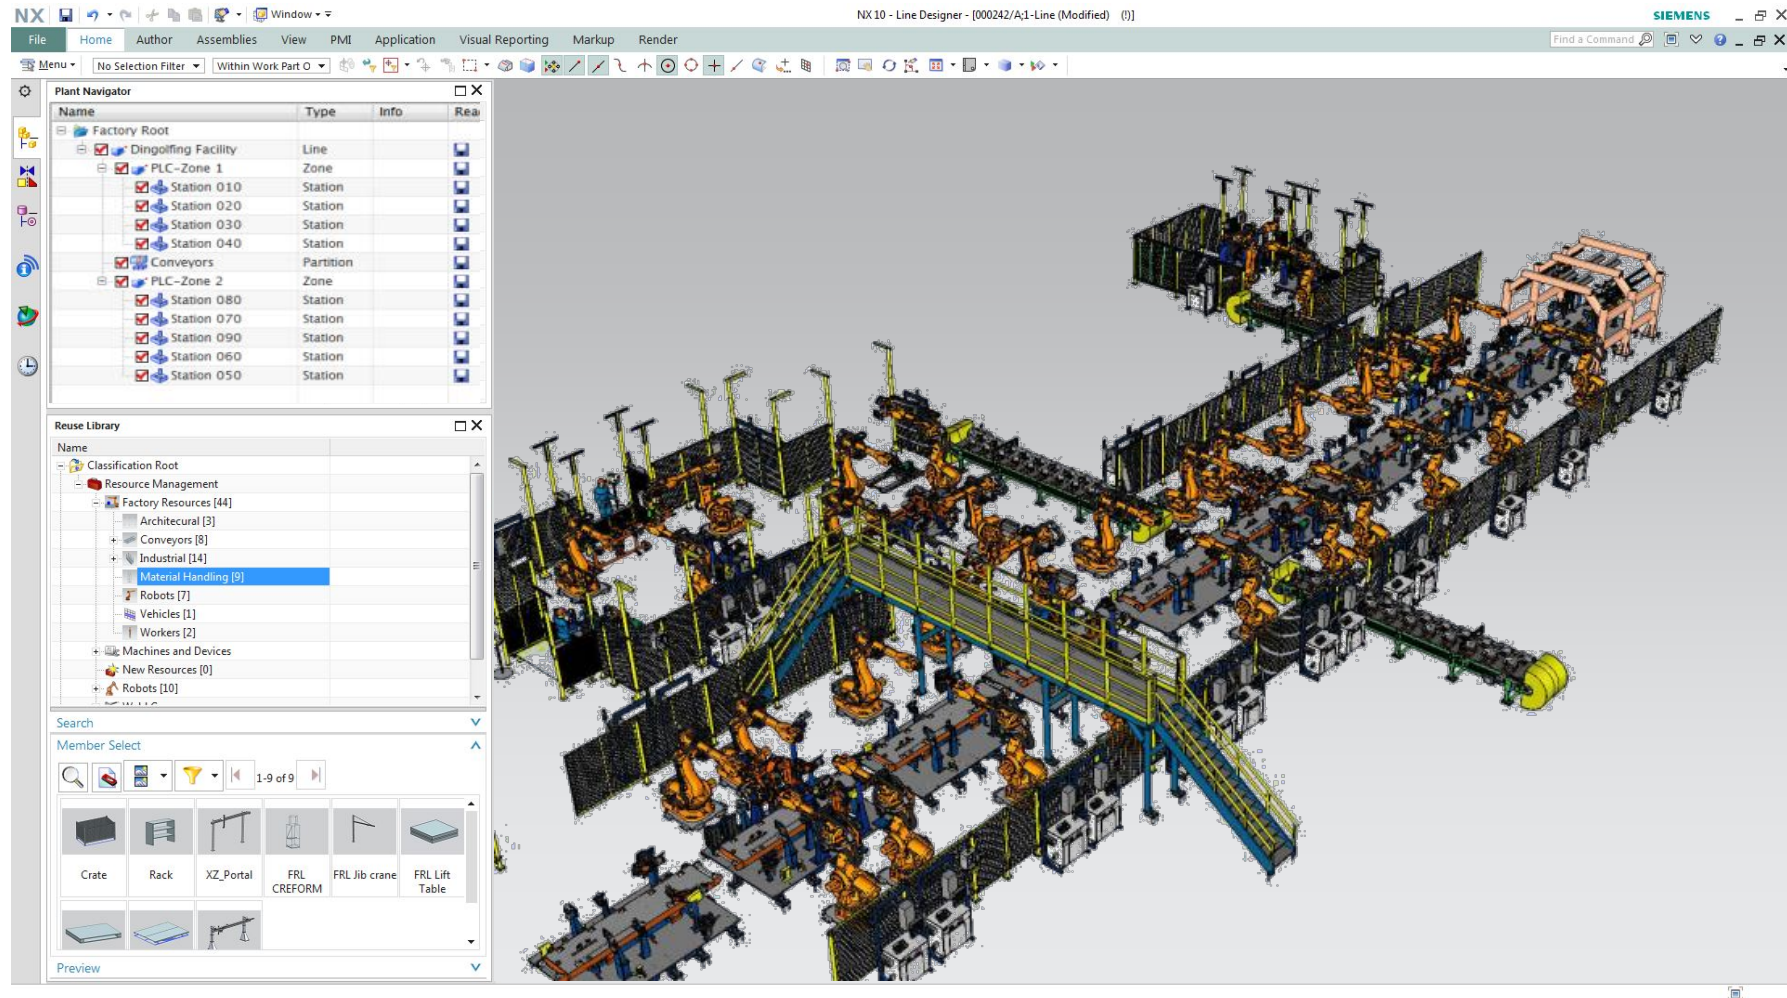 NX Window NX 10 - Line Designer - [000242/A;1-Line (Modified) (!)] SIEMENS
File Home Author Assemblies View PMI Application Visual Reporting Markup Render Find a Command
Menu No Selection Filter Within Work Part O
Plant Navigator
Name Type Info Rea
Factory Root
Dingolfing Facility Line
PLC-Zone 1 Zone
Station 010 Station
Station 020 Station
Station 030 Station
Station 040 Station
Conveyors Partition
PLC-Zone 2 Zone
Station 080 Station
Station 070 Station
Station 090 Station
Station 060 Station
Station 050 Station
Reuse Library
Name
Classification Root
Resource Management
Factory Resources [44]
Architecural [3]
Conveyors [8]
Industrial [14]
Material Handling [9]
Robots [7]
Vehicles [1]
Workers [2]
Machines and Devices
New Resources [0]
Robots [10]
Search
Member Select
1-9 of 9
Crate Rack XZ_Portal FRL CREFORM FRL Jib crane FRL Lift Table
Preview